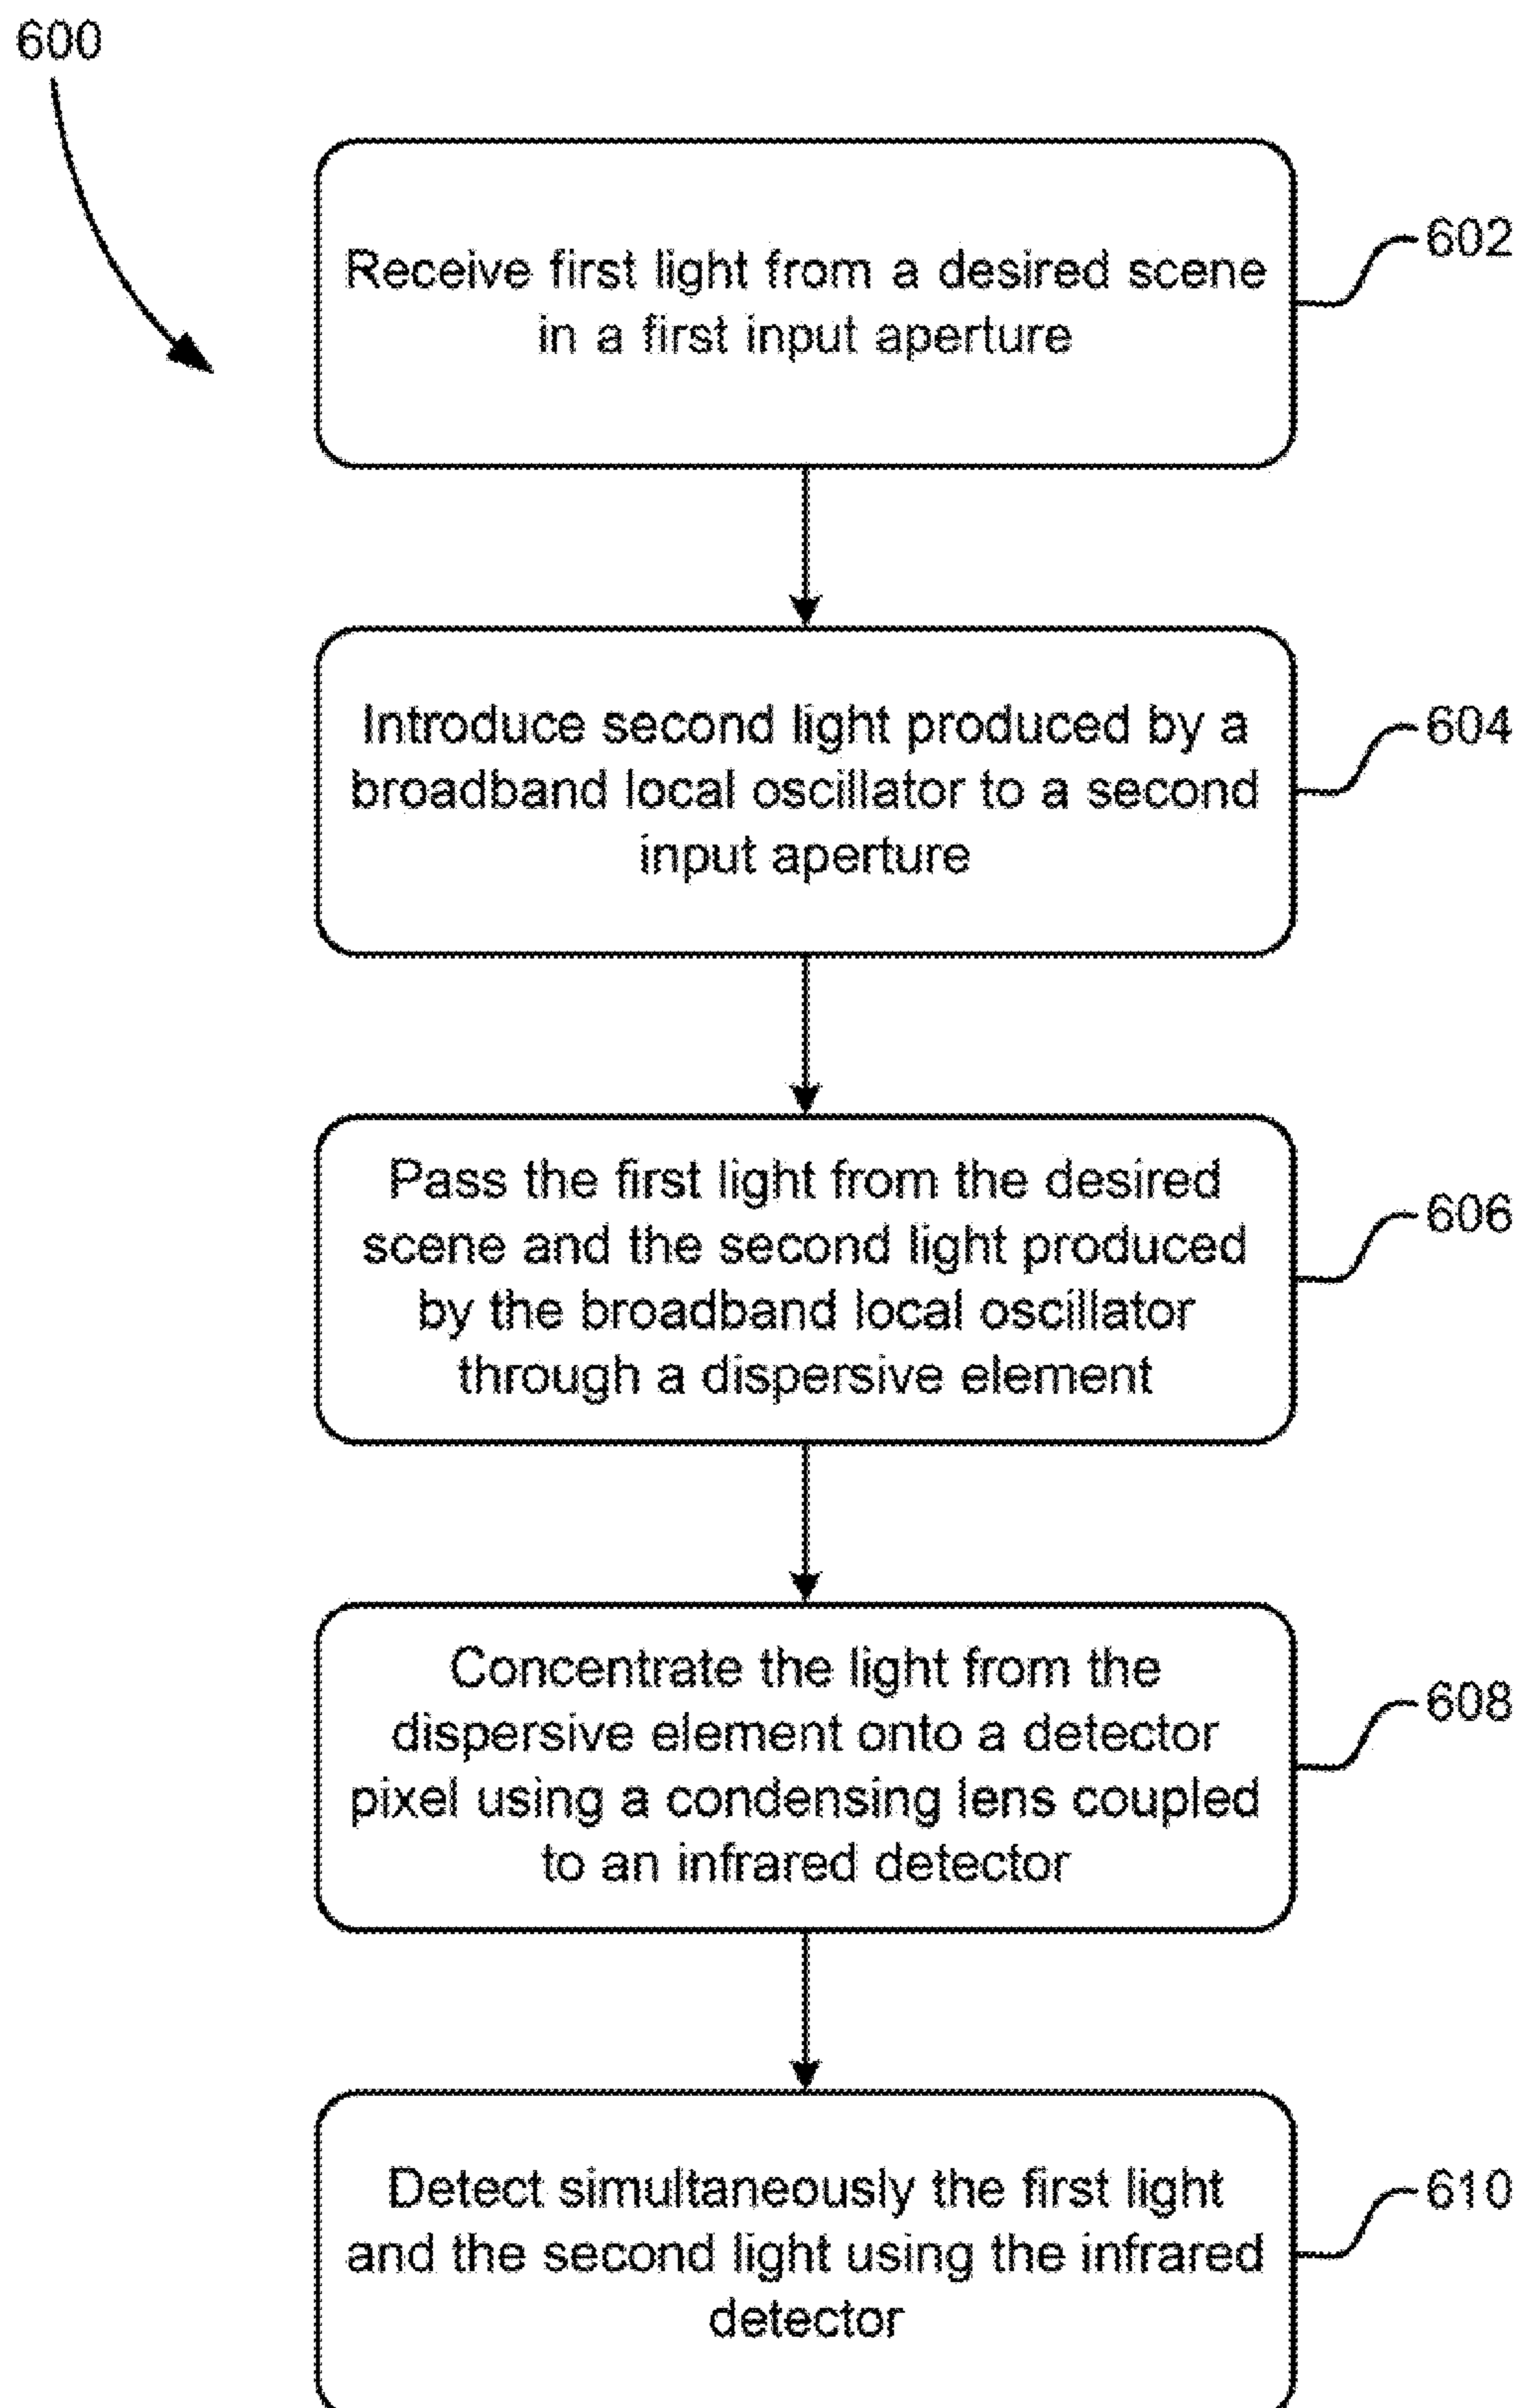 600
Receive first light from a desired scene
in a first input aperture
602
Introduce second light produced by a
broadband local oscillator to a second
input aperture
604
Pass the first light from the desired
scene and the second light produced
by the broadband local oscillator
through a dispersive element
606
Concentrate the light from the
dispersive element onto a detector
pixel using a condensing lens coupled
to an infrared detector
608
Detect simultaneously the first light
and the second light using the infrared
detector
610